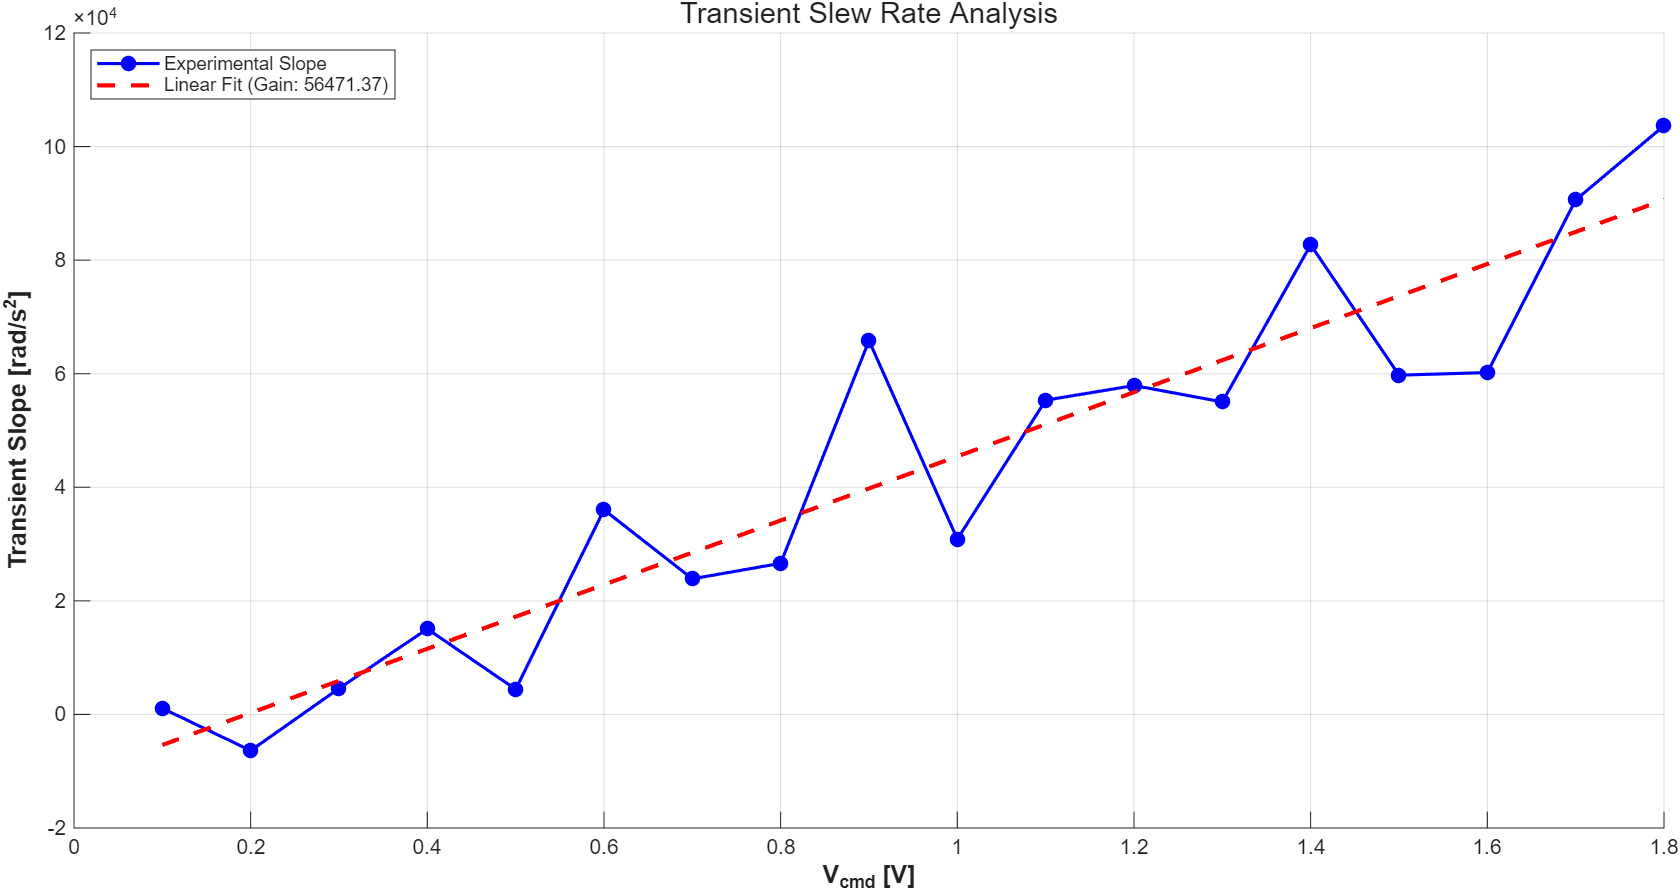 Transient Slew Rate Analysis
×10⁴
12
10
8
6
4
2
0
-2
Experimental Slope
Linear Fit (Gain: 56471.37)
Transient Slope [rad/s²]
0 0.2 0.4 0.6 0.8 1 1.2 1.4 1.6 1.8
V_cmd [V]